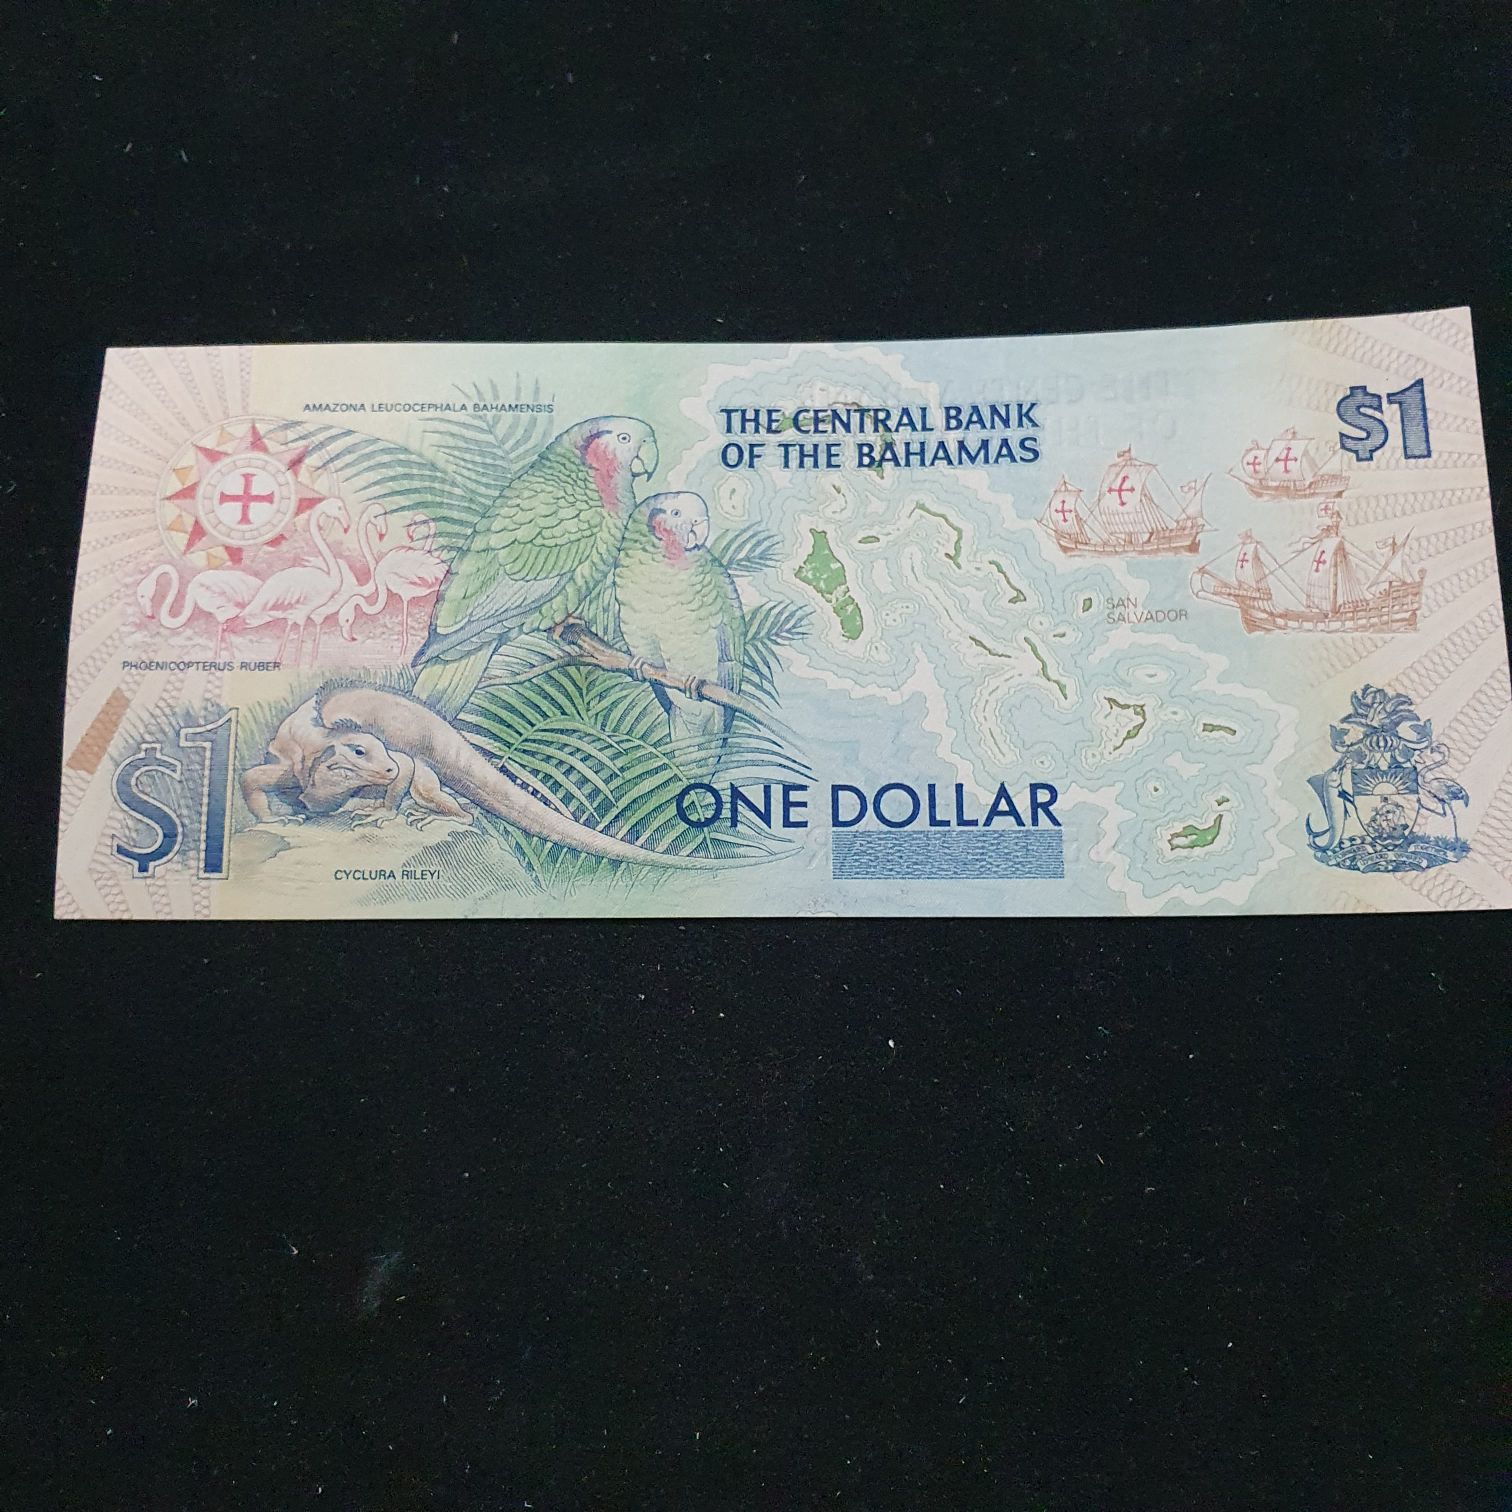 AMAZONA LEUCOCEPHALA BAHAMENSIS
THE CENTRAL BANK
OF THE BAHAMAS
$1
SAN
SALVADOR
PHOENICOPTERUS RUBER
$1
ONE DOLLAR
CYCLURA RILEYI